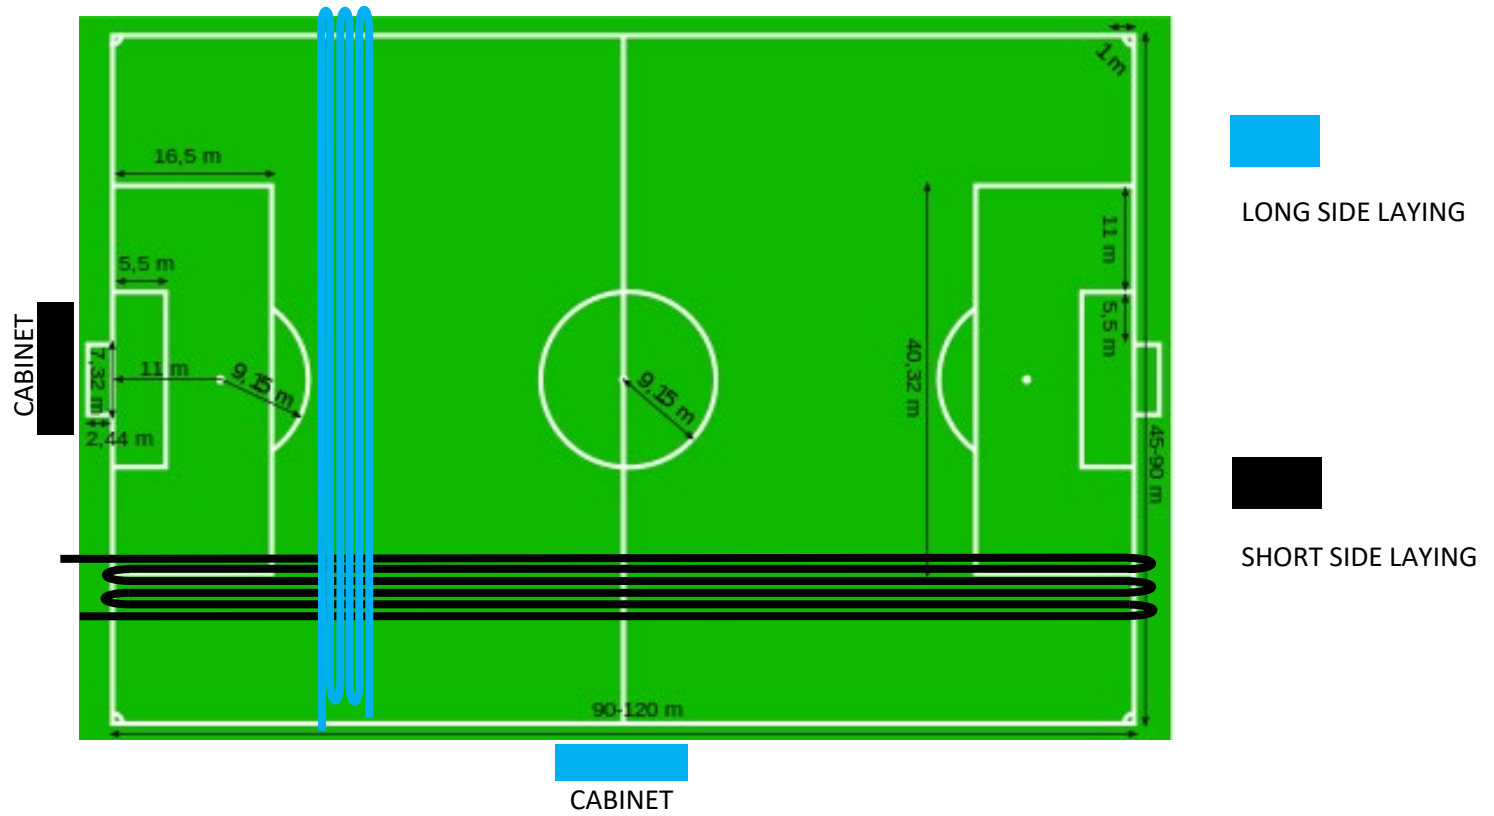 1m
16,5 m
LONG SIDE LAYING
11 m
5,5 m
5,5 m
CABINET
7,32 m
11 m
9,15 m
9,15 m
40,32 m
2,44 m
45-90 m
SHORT SIDE LAYING
90-120 m
CABINET